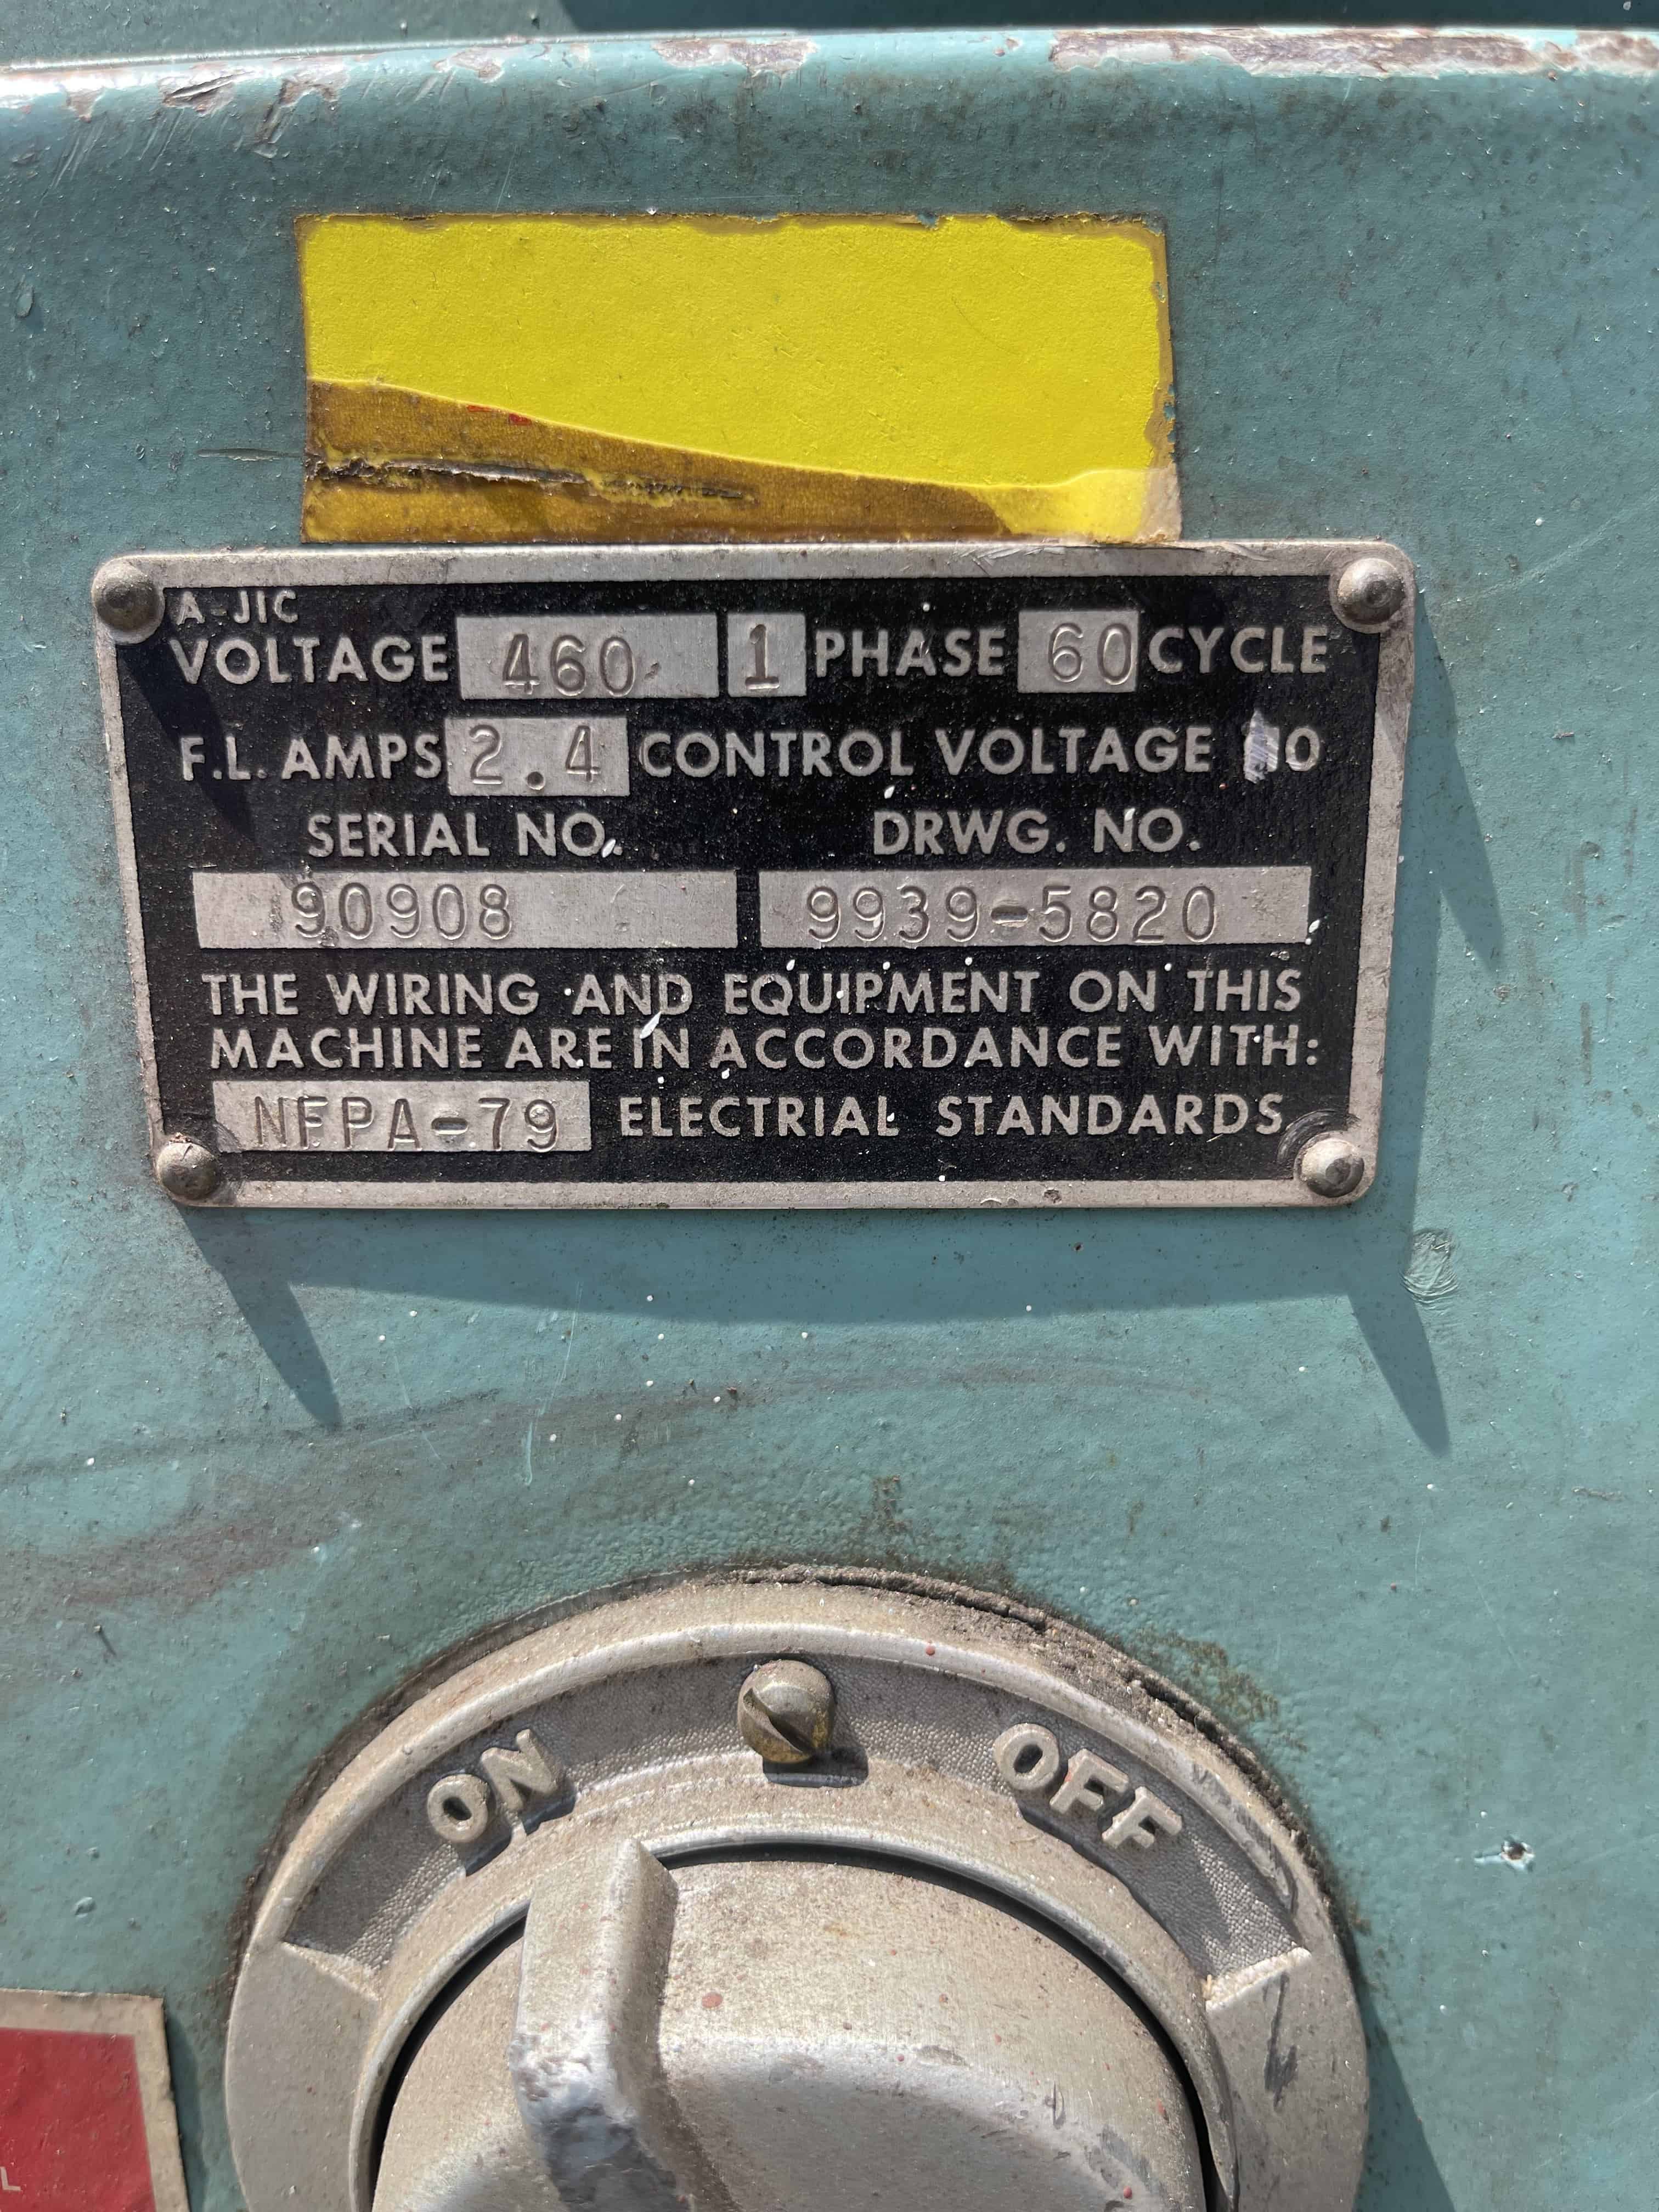 A-JIC
VOLTAGE 460 1 PHASE 60 CYCLE
F.L. AMPS 2.4 CONTROL VOLTAGE
SERIAL NO. DRWG. NO.
90908 9939-5820
THE WIRING AND EQUIPMENT ON THIS
MACHINE ARE IN ACCORDANCE WITH:
NFPA-79 ELECTRIAL STANDARDS
ON OFF
L